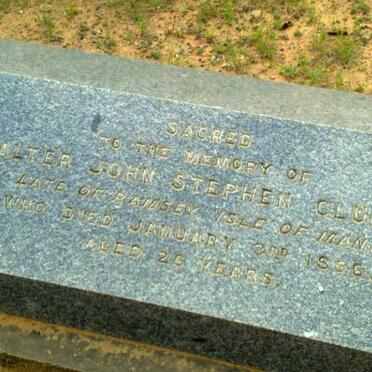 SACRED
TO THE MEMORY OF
ALTER JOHN STEPHEN CLU
LATE OF RAMSEY, ISLE OF MAN
WHO DIED JANUARY 3RD
AGED YEARS.